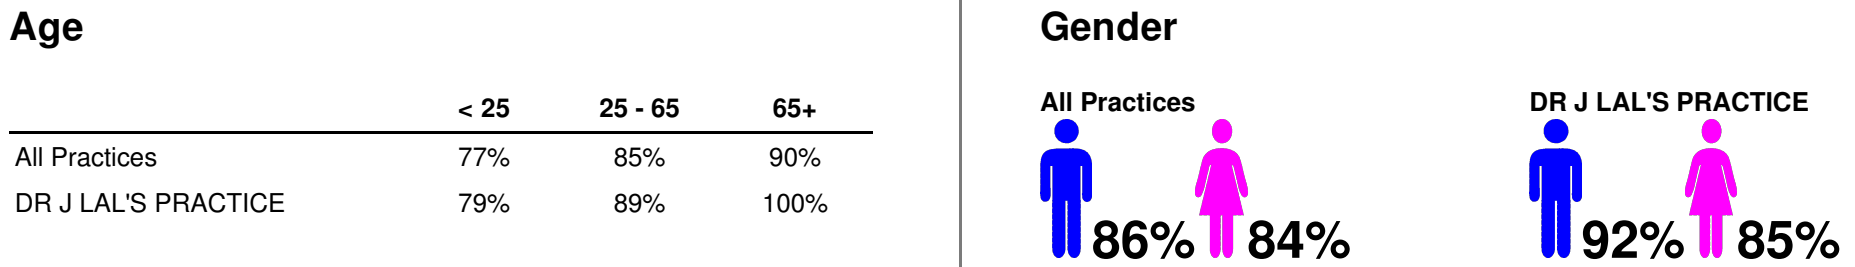 Age
< 25 25 - 65 65+
All Practices 77% 85% 90%
DR J LAL'S PRACTICE 79% 89% 100%
Gender
All Practices DR J LAL'S PRACTICE
86% 84% 92% 85%